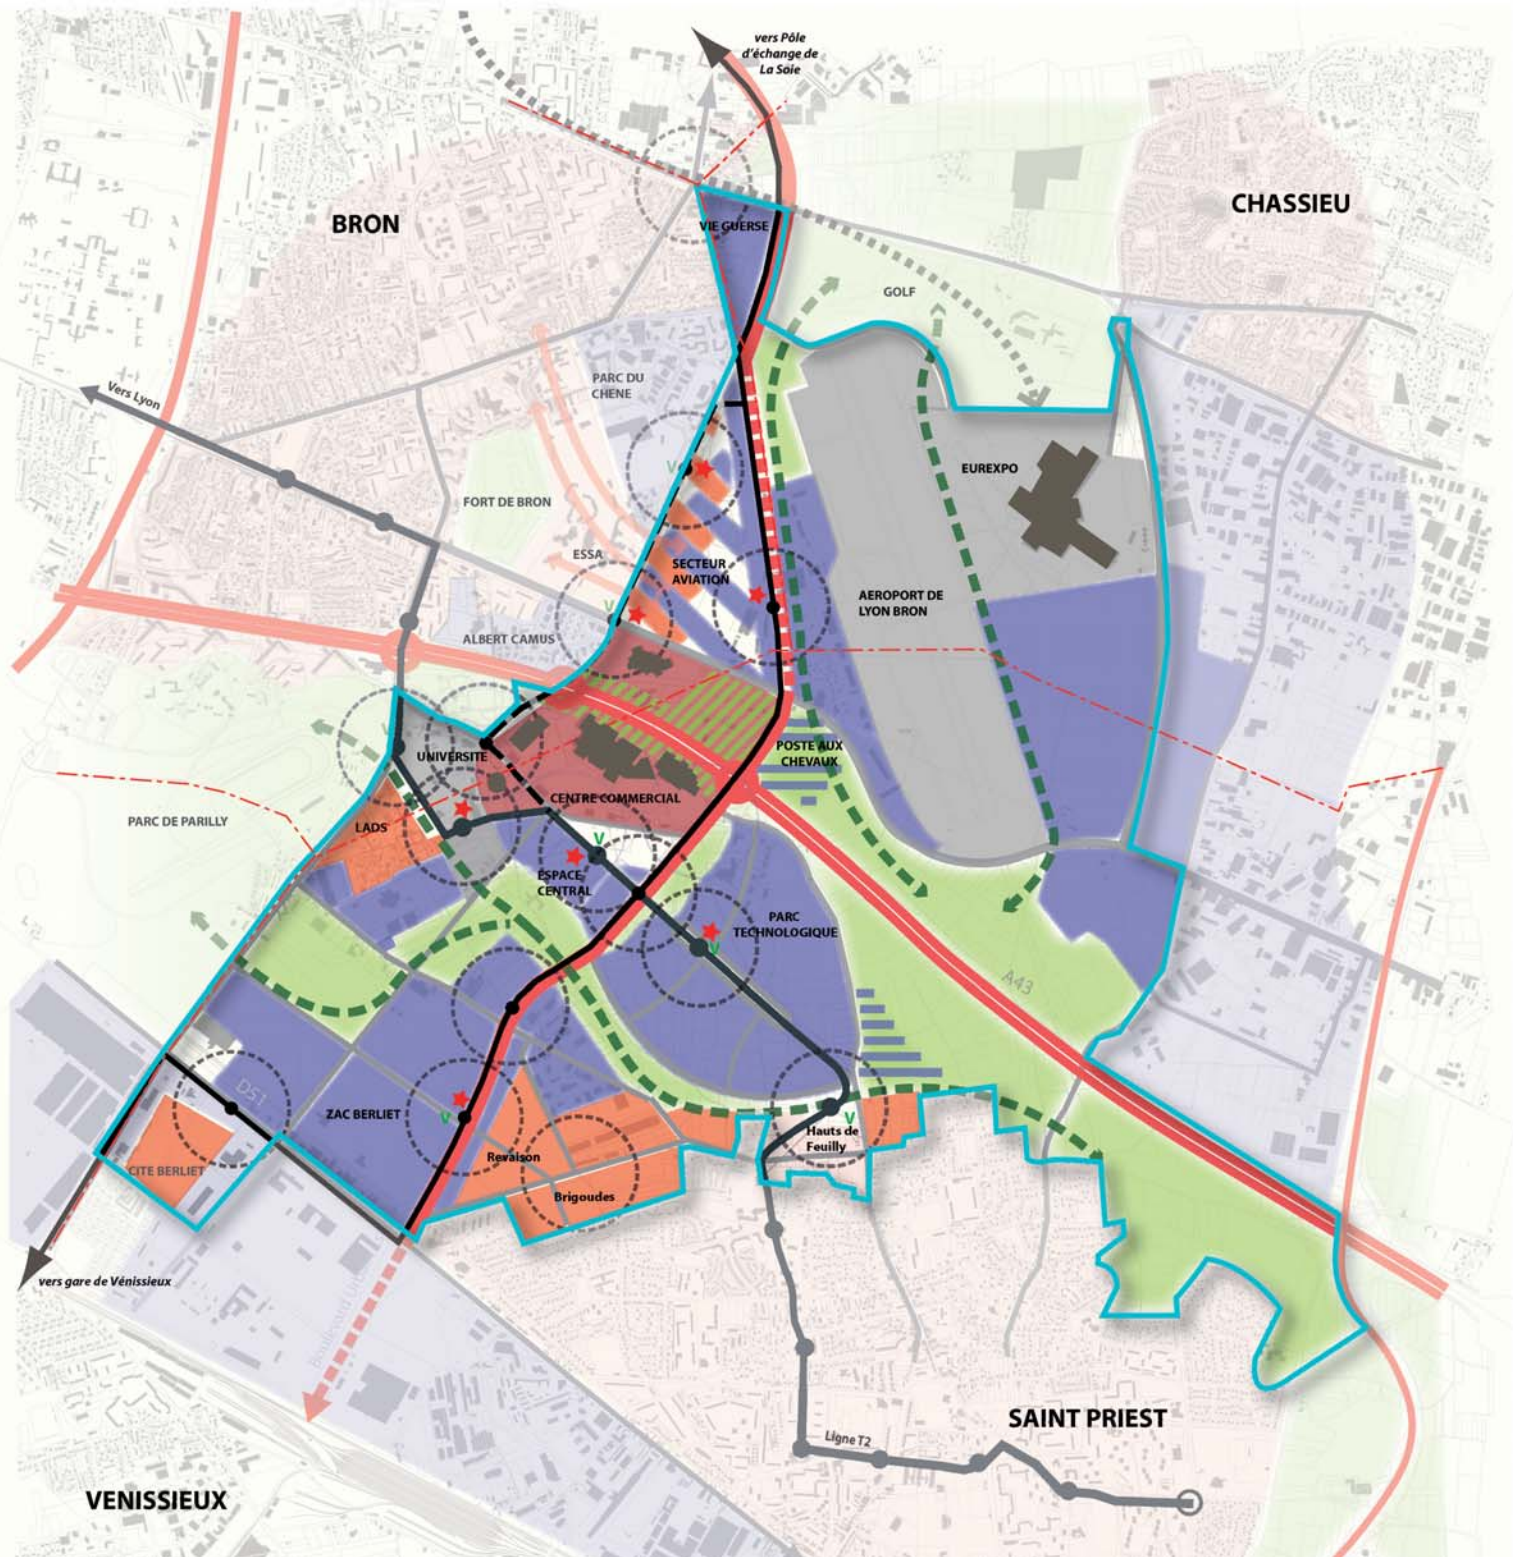 vers Pôle
d'échange de
La Soie
CHASSIEU
BRON
VIE GUERSE
GOLF
PARC DU
CHENE
Vers Lyon
EUREXPO
FORT DE BRON
ESSA
SECTEUR
AVIATION
AEROPORT DE
LYON BRON
ALBERT CAMUS
UNIVERSITE
POSTE AUX
CHEVAUX
CENTRE COMMERCIAL
PARC DE PARILLY
LADS
V
V
V
ESPACE
CENTRAL
PARC
TECHNOLOGIQUE
V
A43
D51
ZAC BERLIET
V
V
Hauts de
Feuilly
Revaison
CITE BERLIET
Brigoudes
vers gare de Vénissieux
SAINT PRIEST
Ligne T2
VENISSIEUX